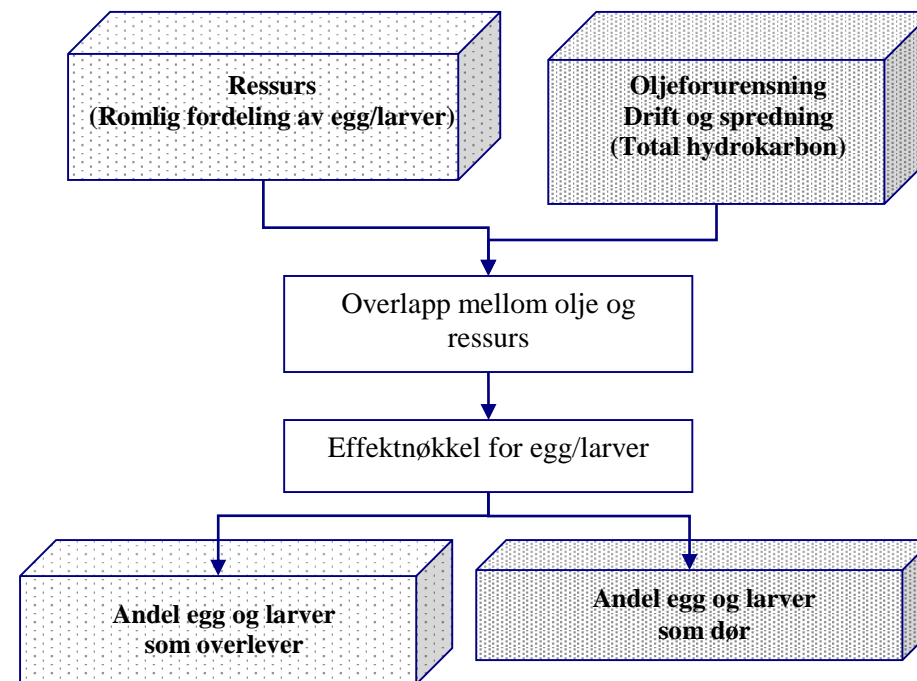 Ressurs
(Romlig fordeling av egg/larver)
Oljeforurensning
Drift og spredning
(Total hydrokarbon)
Overlapp mellom olje og
ressurs
Effektnøkkel for egg/larver
Andel egg og larver
som overlever
Andel egg og larver
som dør